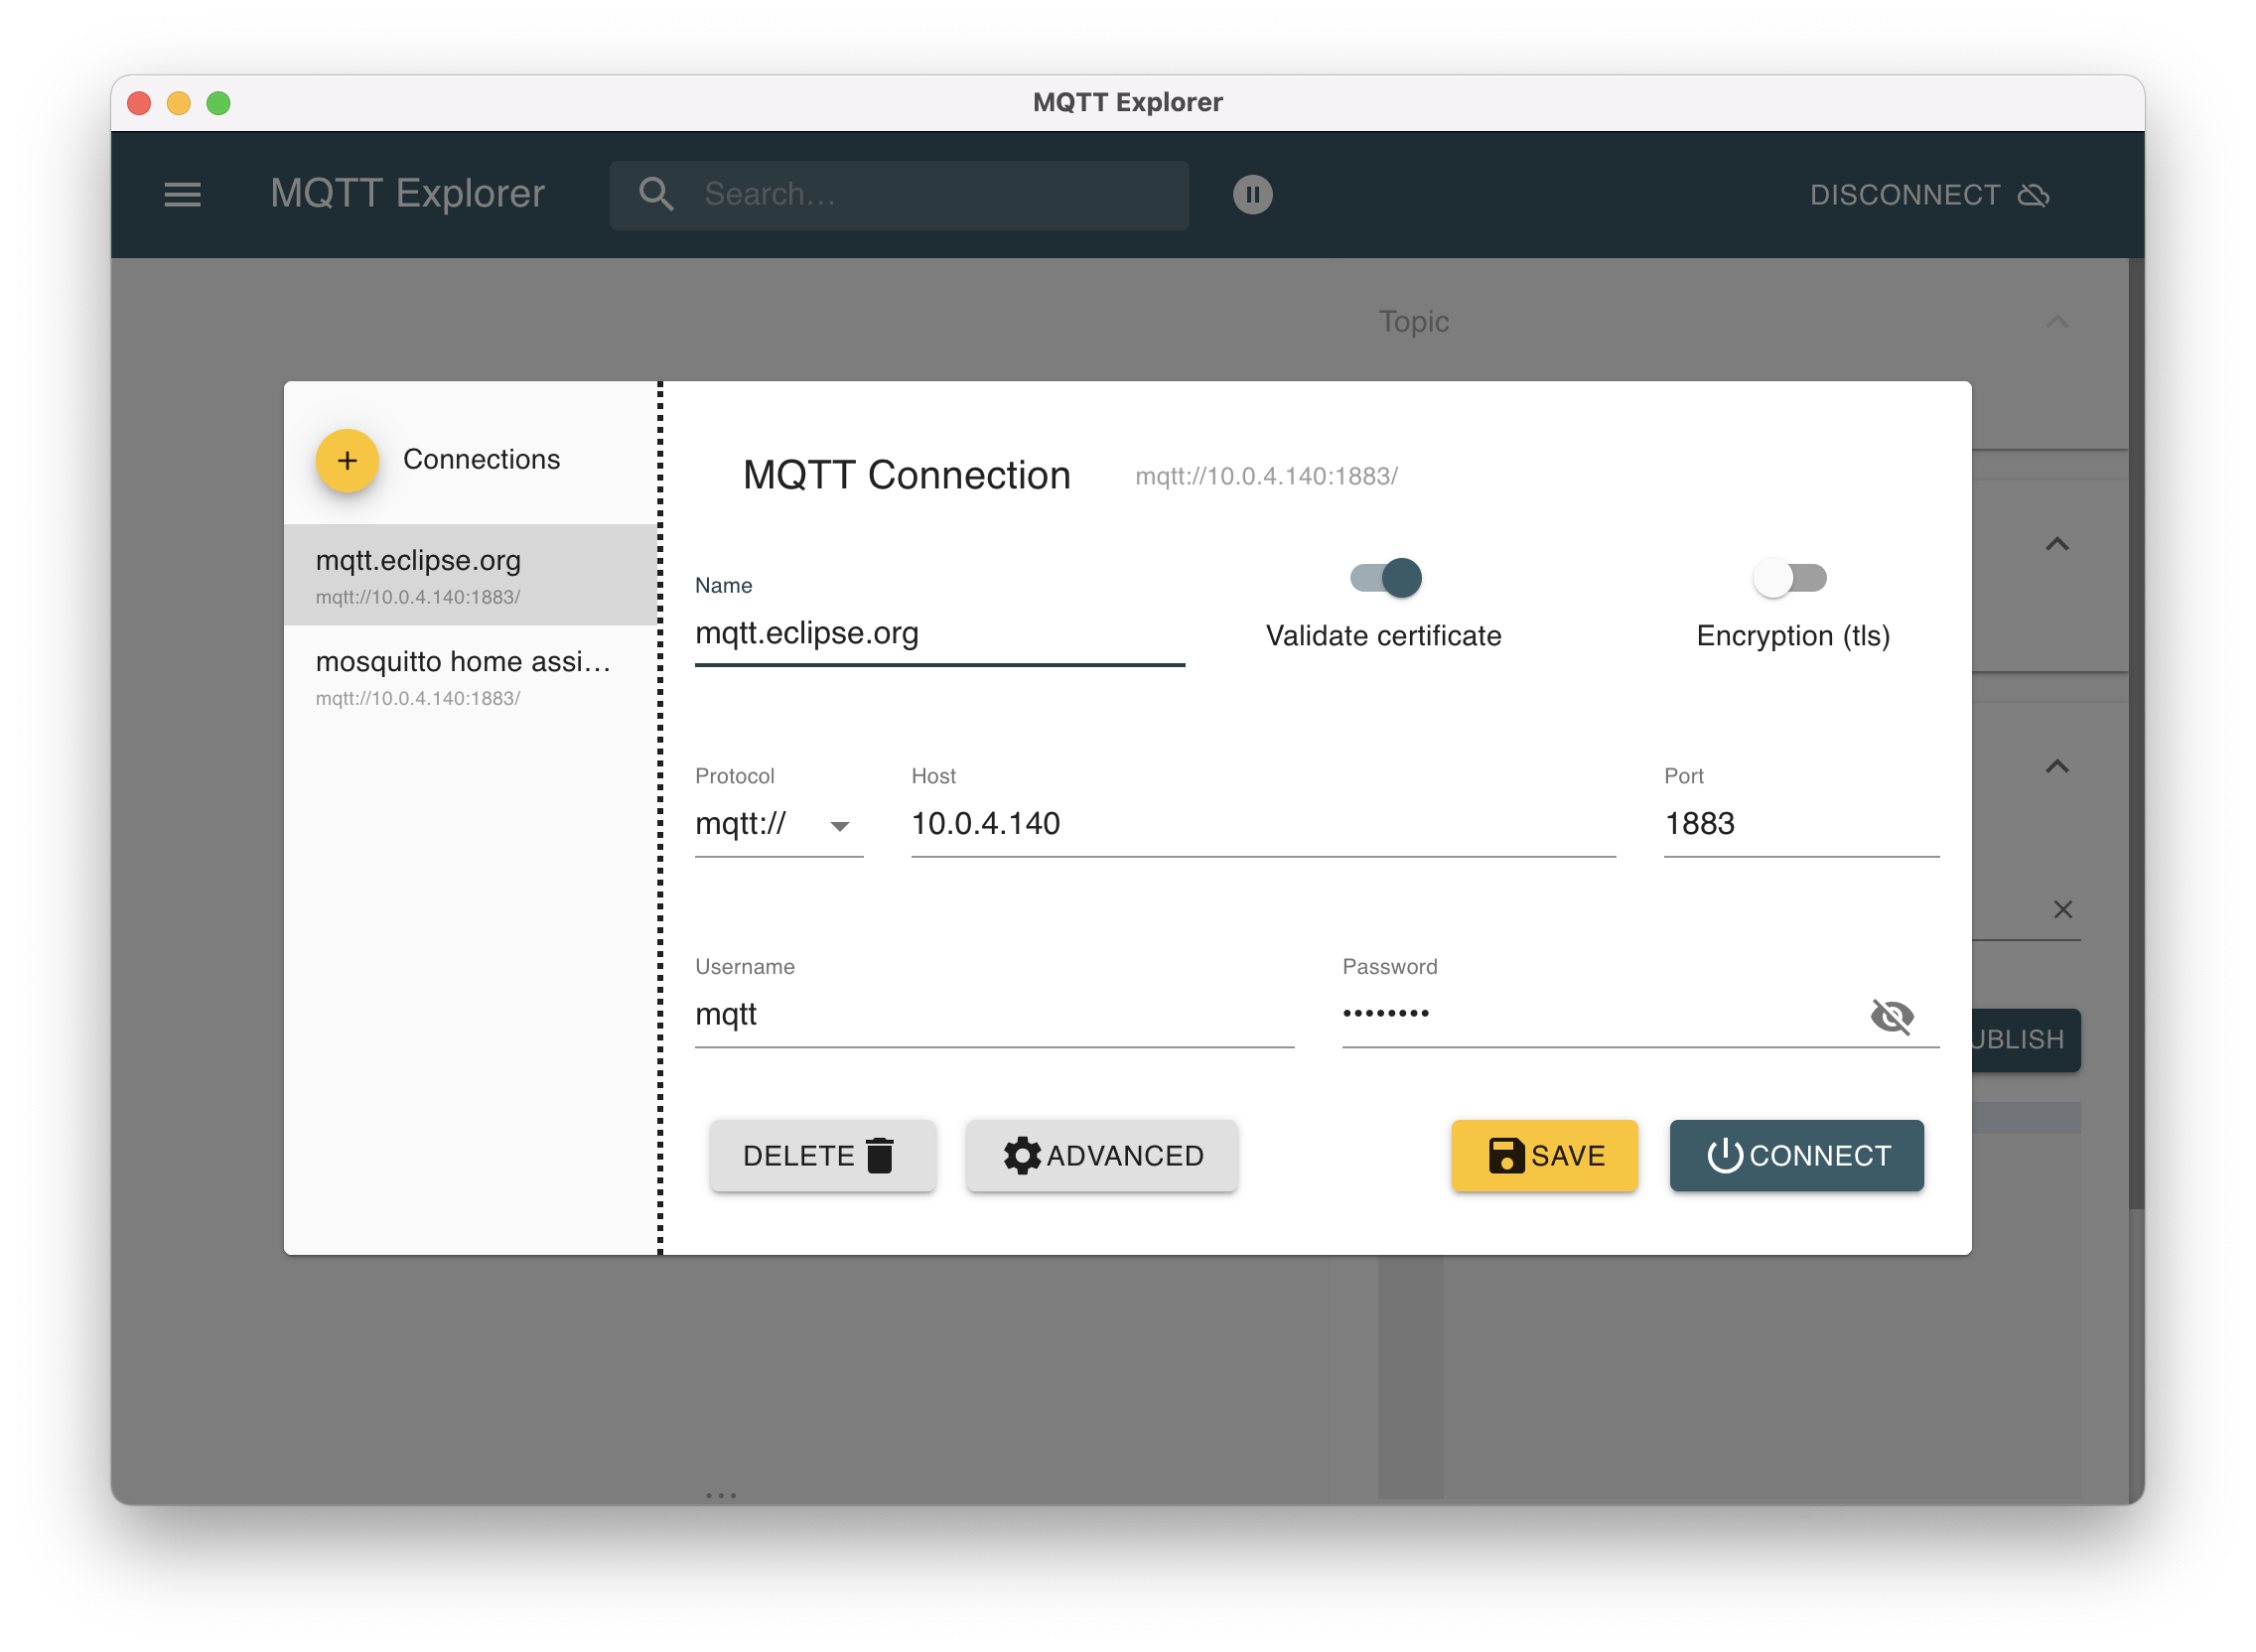 MQTT Explorer
MQTT Explorer
Search…
DISCONNECT
Topic
Connections
mqtt.eclipse.org
mqtt://10.0.4.140:1883/
mosquitto home assi…
mqtt://10.0.4.140:1883/
MQTT Connection
mqtt://10.0.4.140:1883/
Name
mqtt.eclipse.org
Validate certificate
Encryption (tls)
Protocol
mqtt://
Host
10.0.4.140
Port
1883
Username
mqtt
Password
••••••••
UBLISH
DELETE
ADVANCED
SAVE
CONNECT